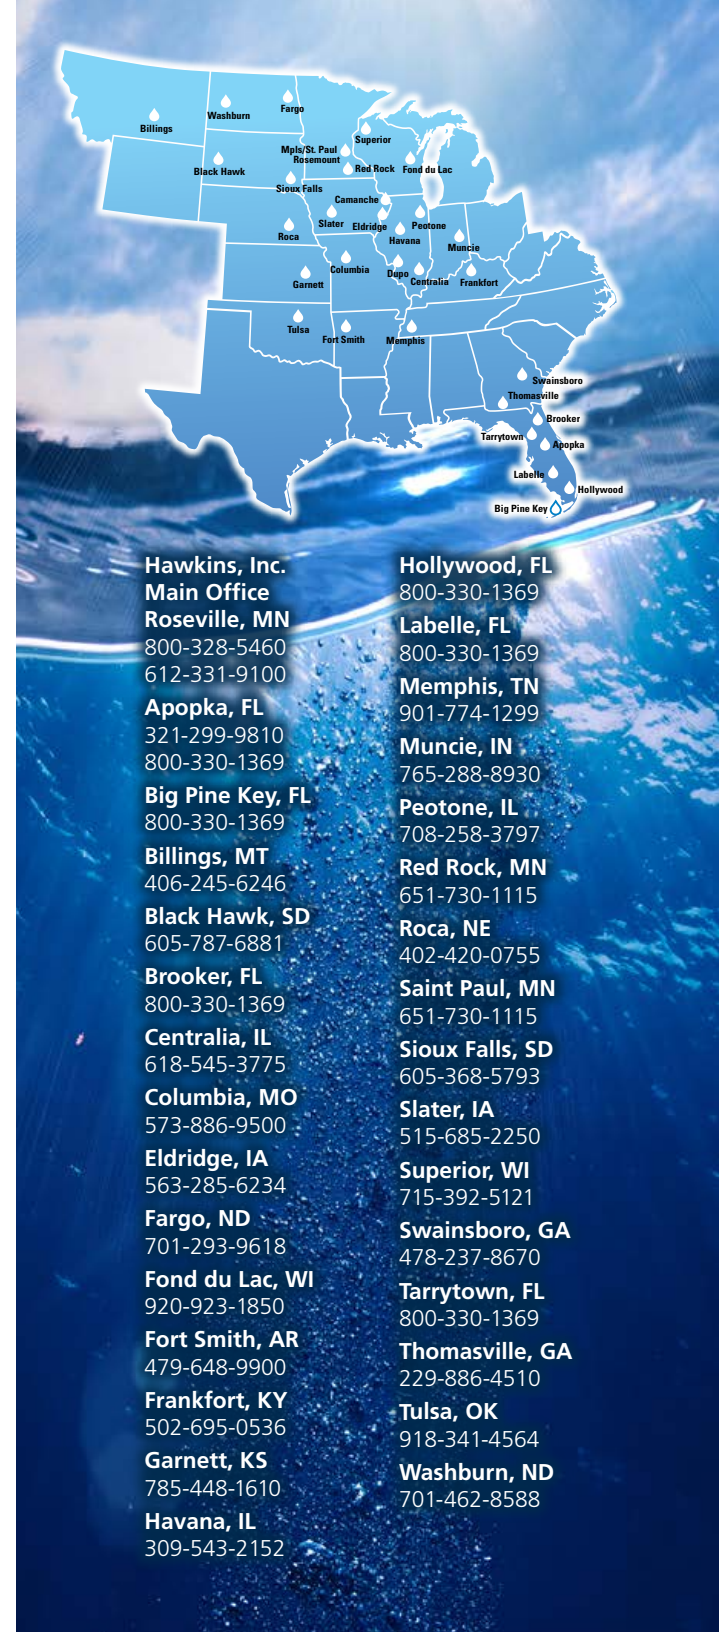 Fargo
Washburn
Billings
Superior
Mpls/St. Paul
Rosemount
Red Rock
Fond du Lac
Black Hawk
Sioux Falls
Camanche
Slater
Eldridge
Peotone
Roca
Havana
Muncie
Columbia
Dupo
Centralia
Frankfort
Garnett
Tulsa
Fort Smith
Memphis
Swainsboro
Thomasville
Brooker
Tarrytown
Apopka
Labelle
Hollywood
Big Pine Key
Hawkins, Inc.
Main Office
Roseville, MN
800-328-5460
612-331-9100
Apopka, FL
321-299-9810
800-330-1369
Big Pine Key, FL
800-330-1369
Billings, MT
406-245-6246
Black Hawk, SD
605-787-6881
Brooker, FL
800-330-1369
Centralia, IL
618-545-3775
Columbia, MO
573-886-9500
Eldridge, IA
563-285-6234
Fargo, ND
701-293-9618
Fond du Lac, WI
920-923-1850
Fort Smith, AR
479-648-9900
Frankfort, KY
502-695-0536
Garnett, KS
785-448-1610
Havana, IL
309-543-2152
Hollywood, FL
800-330-1369
Labelle, FL
800-330-1369
Memphis, TN
901-774-1299
Muncie, IN
765-288-8930
Peotone, IL
708-258-3797
Red Rock, MN
651-730-1115
Roca, NE
402-420-0755
Saint Paul, MN
651-730-1115
Sioux Falls, SD
605-368-5793
Slater, IA
515-685-2250
Superior, WI
715-392-5121
Swainsboro, GA
478-237-8670
Tarrytown, FL
800-330-1369
Thomasville, GA
229-886-4510
Tulsa, OK
918-341-4564
Washburn, ND
701-462-8588